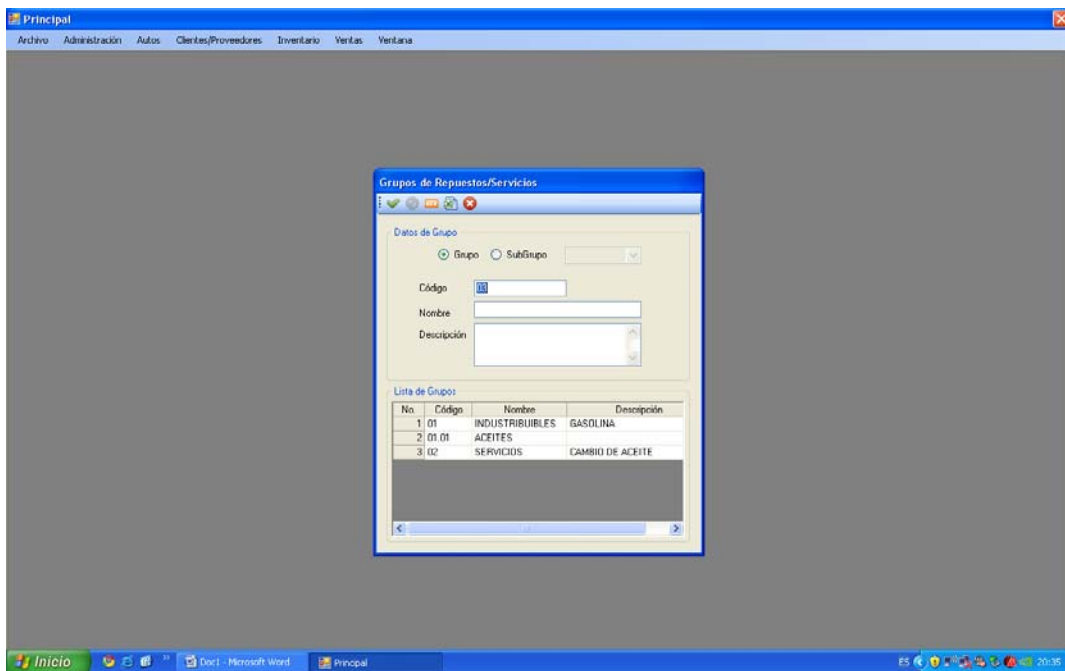 Principal
Archivo Administración Autos Clientes/Proveedores Inventario Ventas Ventana
Grupos de Repuestos/Servicios
Datos de Grupo
Grupo SubGrupo
Código 03
Nombre
Descripción
Lista de Grupos
No. Código Nombre Descripción
1 01 INDUSTRIBUIBLES GASOLINA
2 01.01 ACEITES
3 02 SERVICIOS CAMBIO DE ACEITE
Inicio Doc1 - Microsoft Word Principal ES 20:35